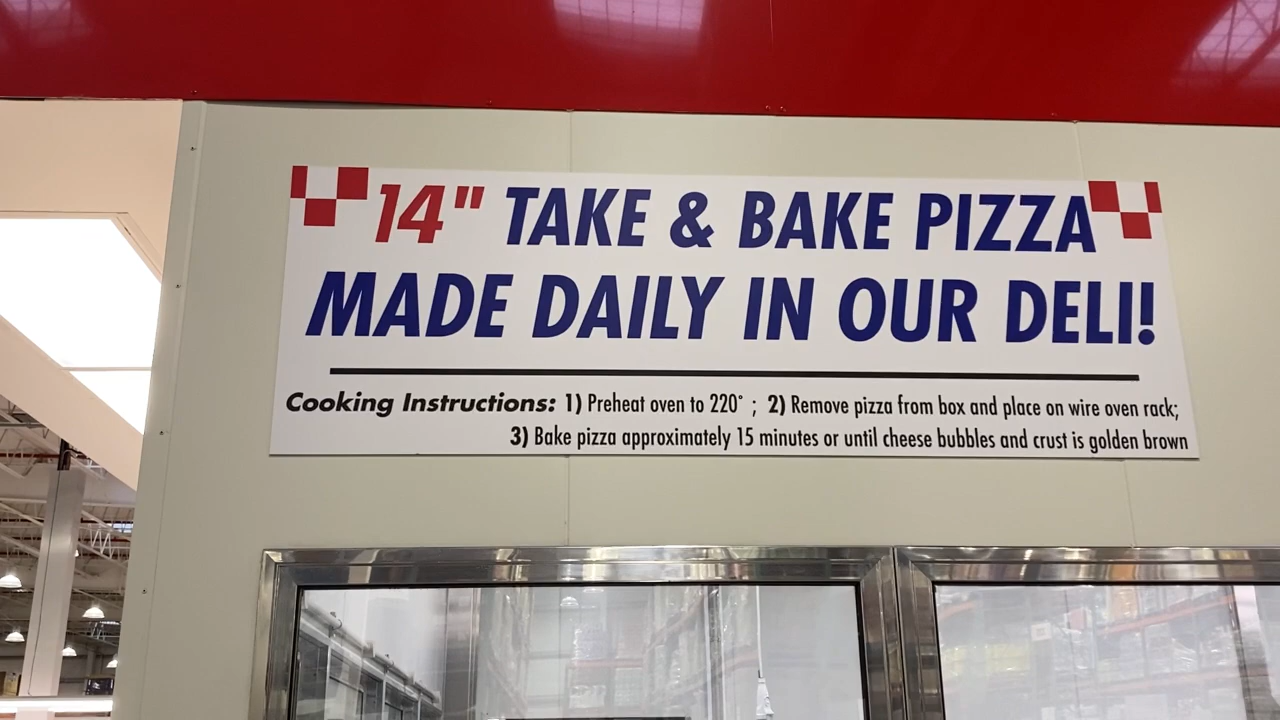 14" TAKE & BAKE PIZZA
MADE DAILY IN OUR DELI!
Cooking Instructions: 1) Preheat oven to 220° ; 2) Remove pizza from box and place on wire oven rack;
3) Bake pizza approximately 15 minutes or until cheese bubbles and crust is golden brown